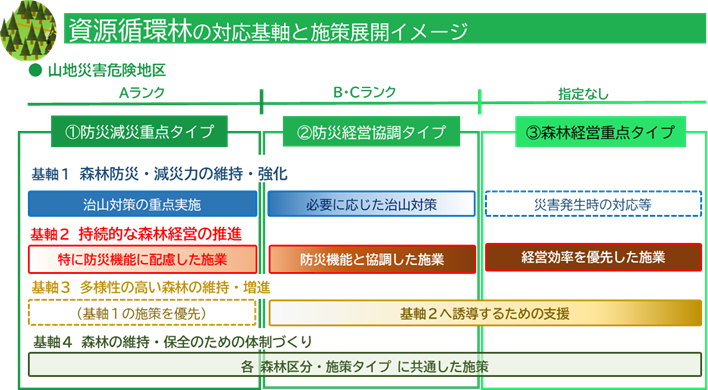 資源循環林の対応基軸と施策展開イメージ
● 山地災害危険地区
Aランク
B・Cランク
指定なし
①防災減災重点タイプ
②防災経営協調タイプ
③森林経営重点タイプ
基軸1 森林防災・減災力の維持・強化
治山対策の重点実施
必要に応じた治山対策
災害発生時の対応等
基軸2 持続的な森林経営の推進
特に防災機能に配慮した施業
防災機能と協調した施業
経営効率を優先した施業
基軸3 多様性の高い森林の維持・増進
（基軸1の施策を優先）
基軸2へ誘導するための支援
基軸4 森林の維持・保全のための体制づくり
各 森林区分・施策タイプ に共通した施策